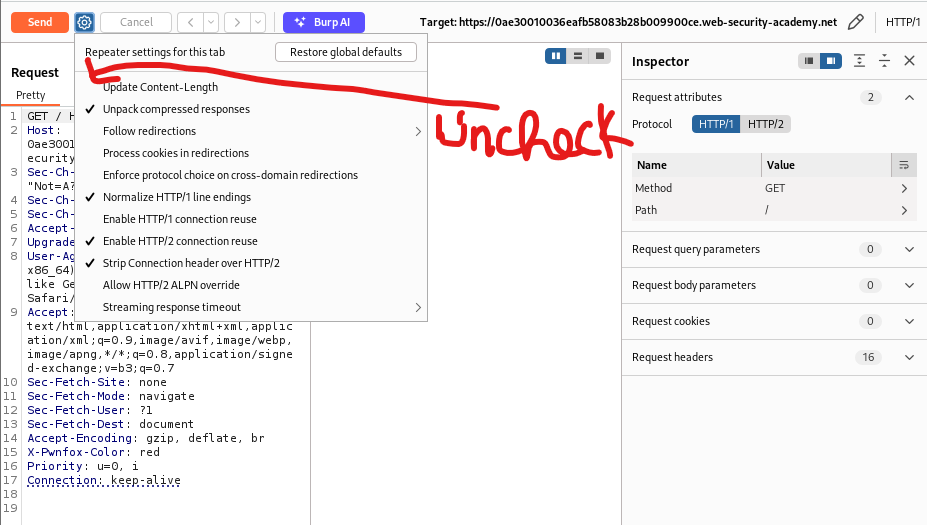 Send Cancel Burp AI Target: https://0ae30010036eafb58083b28b009900ce.web-security-academy.net HTTP/1
Repeater settings for this tab Restore global defaults
Update Content-Length
Unpack compressed responses
Follow redirections
Process cookies in redirections
Enforce protocol choice on cross-domain redirections
Normalize HTTP/1 line endings
Enable HTTP/1 connection reuse
Enable HTTP/2 connection reuse
Strip Connection header over HTTP/2
Allow HTTP/2 ALPN override
Streaming response timeout
Uncheck
Request
Pretty
1 GET / H
2 Host:
0ae3001
ecurity
3 Sec-Ch-
"Not=A?
4 Sec-Ch-
5 Sec-Ch-
6 Accept-
7 Upgrade
8 User-Ag
x86_64)
like Ge
Safari/
9 Accept:
text/html,application/xhtml+xml,applic
ation/xml;q=0.9,image/avif,image/webp,
image/apng,*/*;q=0.8,application/signe
d-exchange;v=b3;q=0.7
10 Sec-Fetch-Site: none
11 Sec-Fetch-Mode: navigate
12 Sec-Fetch-User: ?1
13 Sec-Fetch-Dest: document
14 Accept-Encoding: gzip, deflate, br
15 X-Pwnfox-Color: red
16 Priority: u=0, i
17 Connection: keep-alive
18
19
Inspector
Request attributes 2
Protocol HTTP/1 HTTP/2
Name Value
Method GET
Path /
Request query parameters 0
Request body parameters 0
Request cookies 0
Request headers 16